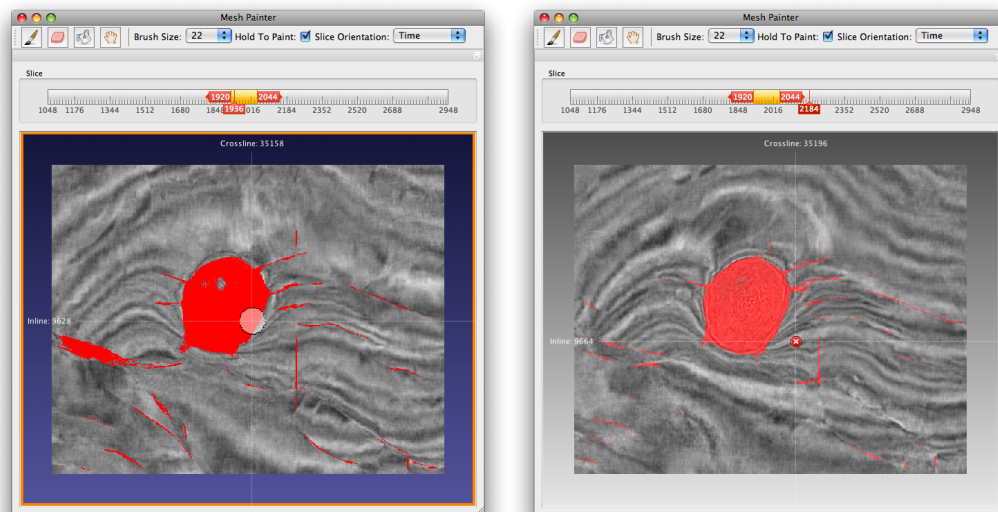 Mesh Painter
Brush Size: 22 Hold To Paint: Slice Orientation: Time
Slice
1920 2044
1048 1176 1344 1512 1680 1848 1936 016 2184 2352 2520 2688 2948
Crossline: 35158
Inline: 9628
Mesh Painter
Brush Size: 22 Hold To Paint: Slice Orientation: Time
Slice
1920 2044
1048 1176 1344 1512 1680 1848 2016 2184 2352 2520 2688 2948
Crossline: 35196
Inline: 9664